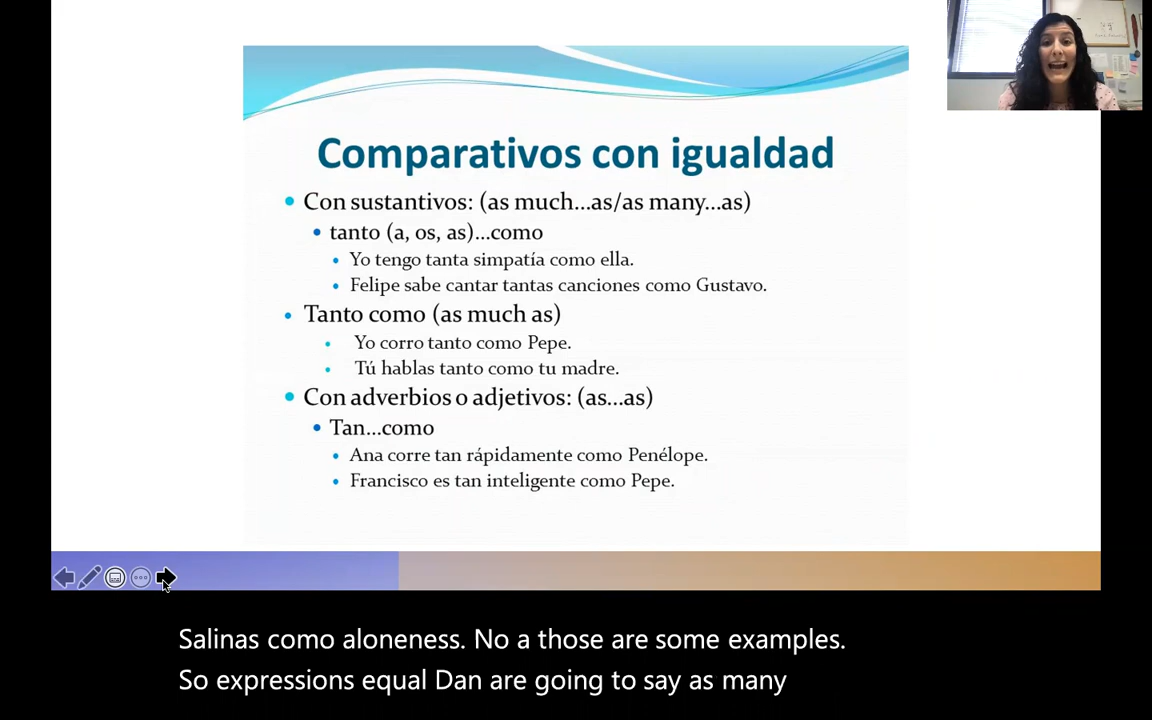 Comparativos con igualdad
Con sustantivos: (as much...as/as many...as)
tanto (a, os, as)...como
Yo tengo tanta simpatía como ella.
Felipe sabe cantar tantas canciones como Gustavo.
Tanto como (as much as)
Yo corro tanto como Pepe.
Tú hablas tanto como tu madre.
Con adverbios o adjetivos: (as...as)
Tan...como
Ana corre tan rápidamente como Penélope.
Francisco es tan inteligente como Pepe.
Salinas como aloneness. No a those are some examples.
So expressions equal Dan are going to say as many